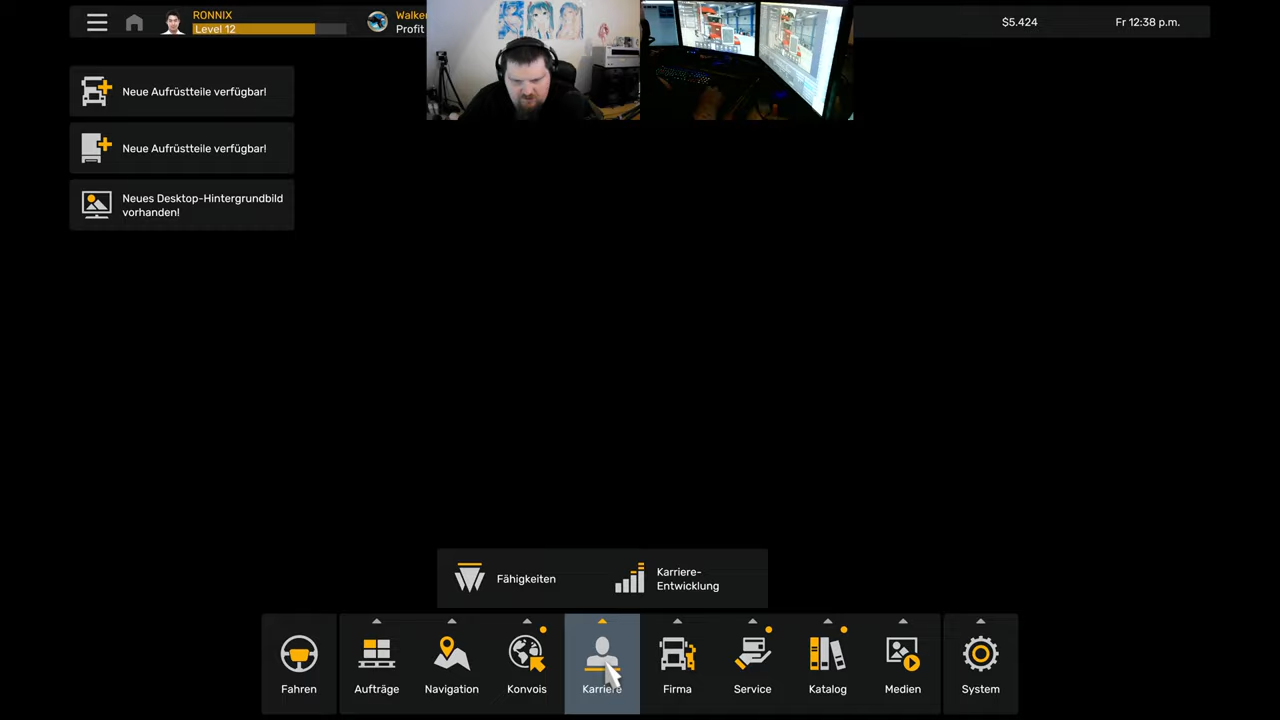 RONNIX
Level 12
Walker
Profit
$5.424
Fr 12:38 p.m.
Neue Aufrüstteile verfügbar!
Neue Aufrüstteile verfügbar!
Neues Desktop-Hintergrundbild
vorhanden!
Fähigkeiten
Karriere-
Entwicklung
Fahren
Aufträge
Navigation
Konvois
Karriere
Firma
Service
Katalog
Medien
System